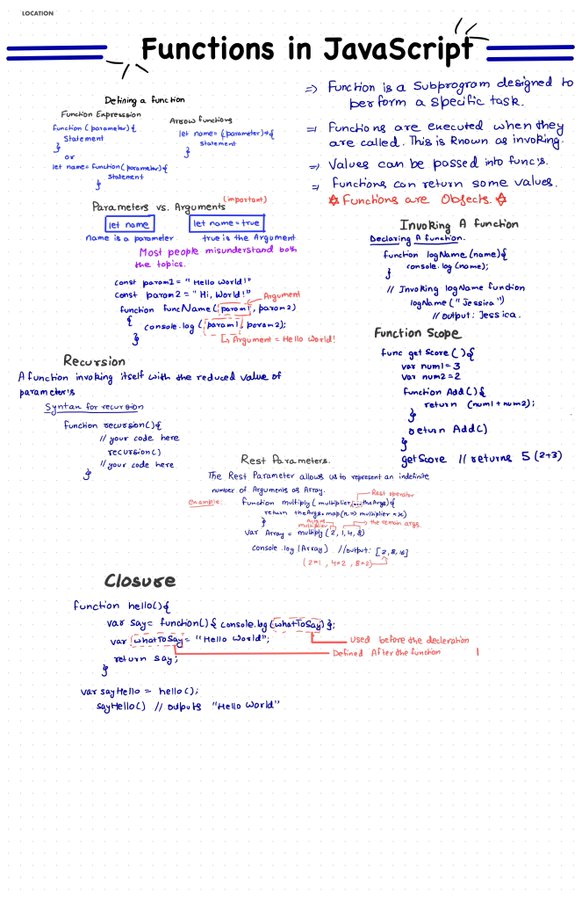 LOCATION
Functions in JavaScript
Defining a function
Function Expression
function (parameter) {
Statement
}
or
let name= function(parameter){
Statement
}
Arrow functions
let name= (parameter)=>{
Statement
}
=> Function is a Subprogram designed to
perform a specific task.
=> Functions are executed when they
are called. This is Known as invoking.
=> Values can be passed into func's.
=> Functions can return some values.
✡ Functions are Objects. ✡
Parameters vs. Arguments (important)
let name
let name = true
name is a parameter
true is the Argument
Most people misunderstand both
the topics.
const param1 = "Hello World!"
const param2 = "Hi, World!"
Argument
function funcName (param1, param2)
{
console.log (param1, param2);
}
Argument = Hello World!
Invoking A function
Declaring A function.
function logName (name){
console.log (name);
}
// Invoking logName function
logName ("Jessica")
// output: Jessica.
Function Scope
func get Score () {
var num1 = 3
var num2 = 2
function Add() {
return (num1 + num2);
}
return Add()
}
getScore // returns 5 (2+3)
Recursion
A function invoking itself with the reduced value of
parameter's
Syntax for recursion
function recursion() {
// your code here
recursion()
// your code here
}
Rest Parameters.
The Rest Parameter allows us to represent an indefinite
number of Arguments as Array.
Rest operator
example:
function multiply (multiplier, ...theArgs) {
return theArgs.map(x => multiplier * x)
}
multiplier
the remain args.
var Array = multiply (2, 1, 4, 8)
console.log (Array) //output: [2, 8, 16]
Closure
function hello() {
var say = function() { console.log (whatToSay) };
var whatToSay = "Hello World";
Used before the decleration
Defined After the function
return say;
}
var sayHello = hello();
sayHello() // outputs "Hello World"